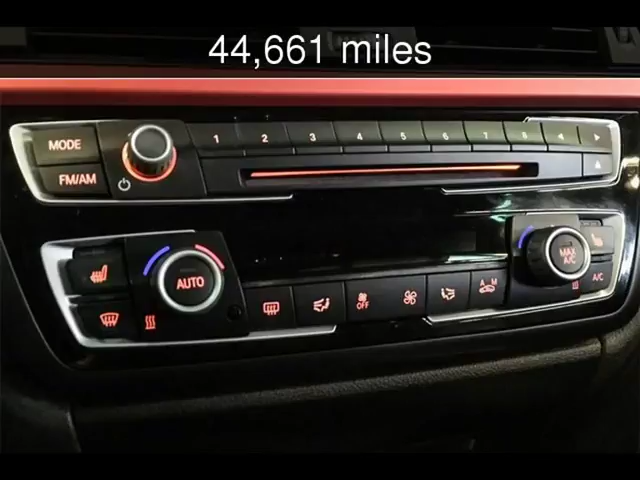 44,661 miles
MODE 1 2 3 4 5 6 7 8
FM/AM
AUTO MAX A/C
A/C
OFF A M